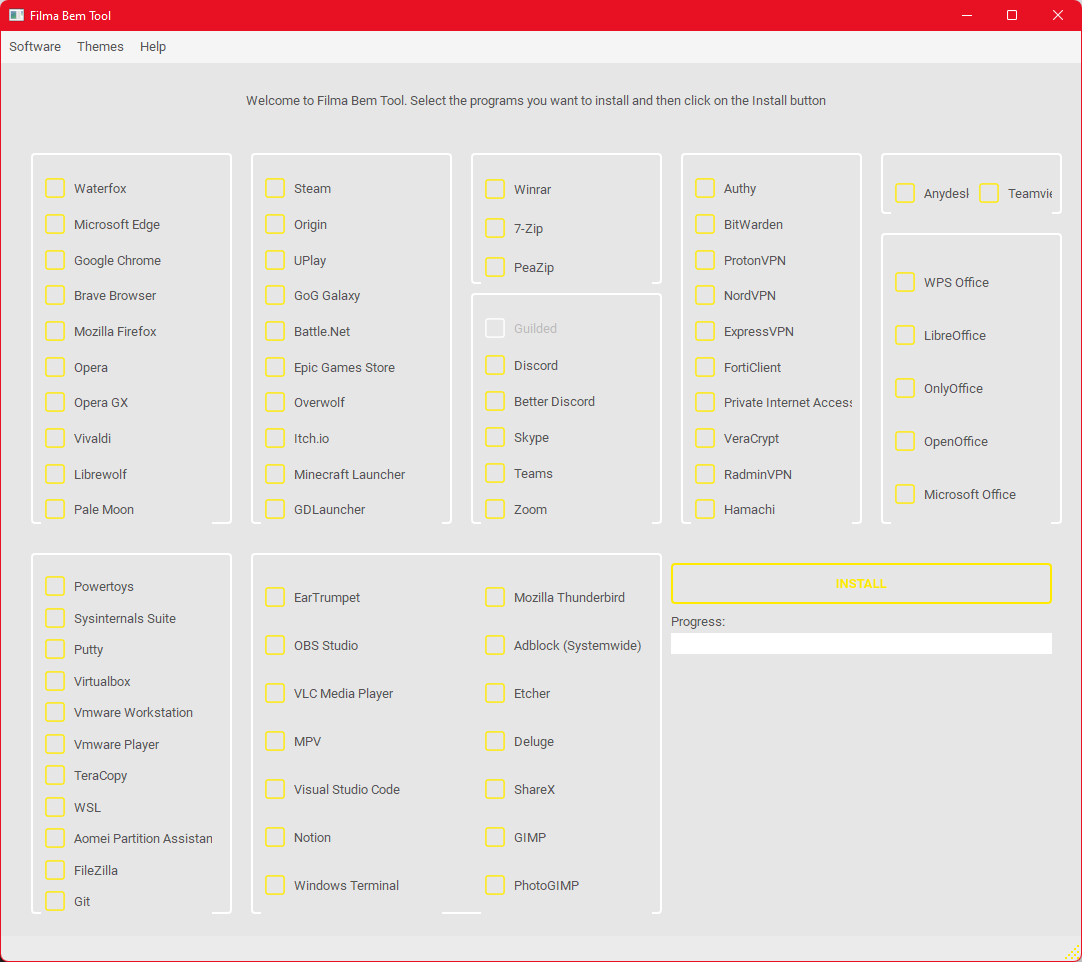 Filma Bem Tool
Software Themes Help
Welcome to Filma Bem Tool. Select the programs you want to install and then click on the Install button
Waterfox
Microsoft Edge
Google Chrome
Brave Browser
Mozilla Firefox
Opera
Opera GX
Vivaldi
Librewolf
Pale Moon
Steam
Origin
UPlay
GoG Galaxy
Battle.Net
Epic Games Store
Overwolf
Itch.io
Minecraft Launcher
GDLauncher
Winrar
7-Zip
PeaZip
Guilded
Discord
Better Discord
Skype
Teams
Zoom
Authy
BitWarden
ProtonVPN
NordVPN
ExpressVPN
FortiClient
Private Internet Access
VeraCrypt
RadminVPN
Hamachi
Anydesk Teamvie
WPS Office
LibreOffice
OnlyOffice
OpenOffice
Microsoft Office
Powertoys
Sysinternals Suite
Putty
Virtualbox
Vmware Workstation
Vmware Player
TeraCopy
WSL
Aomei Partition Assistan
FileZilla
Git
EarTrumpet
OBS Studio
VLC Media Player
MPV
Visual Studio Code
Notion
Windows Terminal
Mozilla Thunderbird
Adblock (Systemwide)
Etcher
Deluge
ShareX
GIMP
PhotoGIMP
INSTALL
Progress: